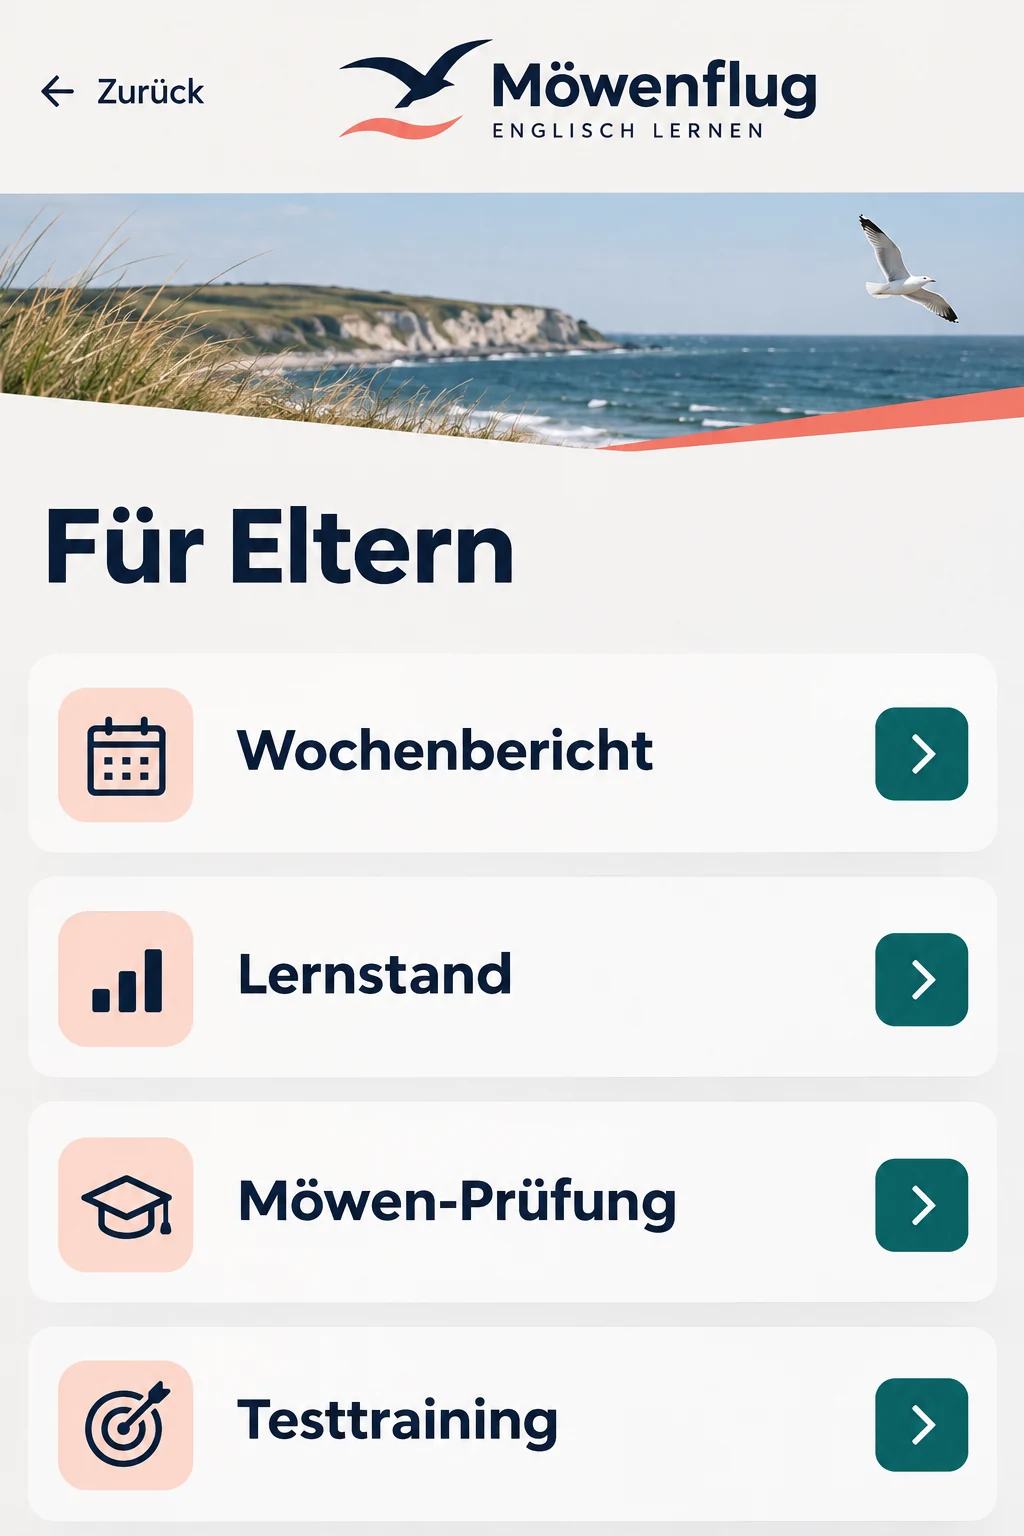 Zurück
Möwenflug
ENGLISCH LERNEN
Für Eltern
Wochenbericht
Lernstand
Möwen-Prüfung
Testtraining